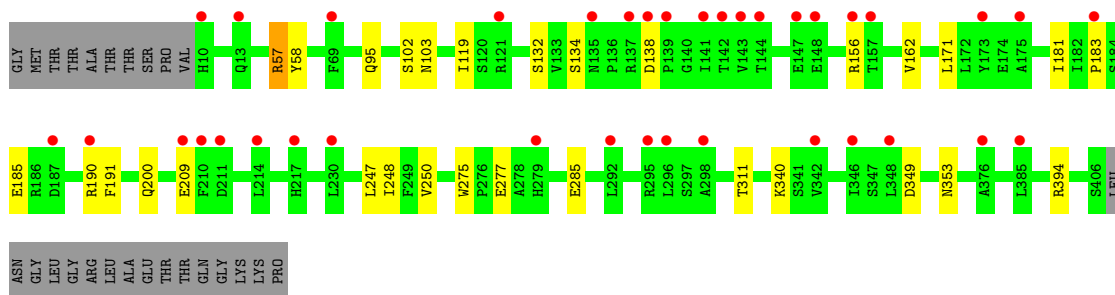 GLY MET THR THR ALA THR THR SER PRO VAL H10 Q13 F69 R57 Y58 Q95 S102 N103 I119 S120 R121 S132 V133 S134 N135 P136 R137 D138 P139 G140 I141 T142 V143 T144 E147 E148 R156 T157 V162 L171 L172 Y173 E174 A175 I181 I182 P183 S184
E185 R186 D187 R190 F191 Q200 E209 F210 D211 L214 H217 L230 L247 I248 F249 V250 W275 P276 E277 A278 H279 E285 L292 R295 L296 S297 A298 T311 K340 S341 V342 I346 S347 L348 D349 N353 A376 L385 R394 S406 LEU
ASN GLY LEU GLY ARG LEU ALA GLU THR THR GLN GLY LYS LYS PRO